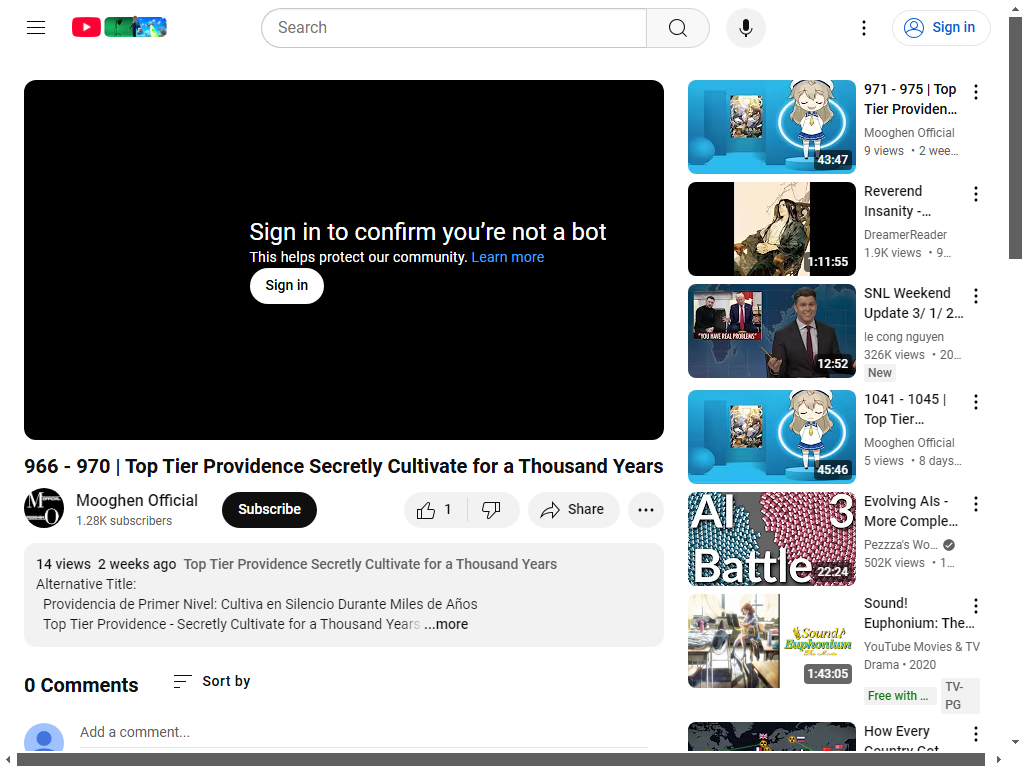 Search
Sign in
Sign in to confirm you’re not a bot
This helps protect our community. Learn more
Sign in
966 - 970 | Top Tier Providence Secretly Cultivate for a Thousand Years
Mooghen Official
1.28K subscribers
Subscribe
1
Share
14 views 2 weeks ago Top Tier Providence Secretly Cultivate for a Thousand Years
Alternative Title:
Providencia de Primer Nivel: Cultiva en Silencio Durante Miles de Años
Top Tier Providence - Secretly Cultivate for a Thousand Years ...more
0 Comments
Sort by
Add a comment...
43:47
971 - 975 | Top
Tier Providen...
Mooghen Official
9 views • 2 wee...
1:11:55
Reverend
Insanity -...
DreamerReader
1.9K views • 9...
"YOU HAVE REAL PROBLEMS"
12:52
SNL Weekend
Update 3/ 1/ 2...
le cong nguyen
326K views • 20...
New
45:46
1041 - 1045 |
Top Tier...
Mooghen Official
5 views • 8 days...
AI 3
Battle
22:24
Evolving AIs -
More Comple...
Pezzza's Wo...
502K views • 1...
Sound!
Euphonium
The Movie
1:43:05
Sound!
Euphonium: The...
YouTube Movies & TV
Drama • 2020
Free with ...
TV-
PG
How Every